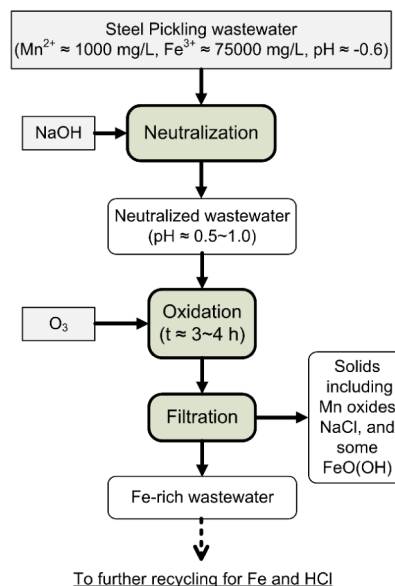 Steel Pickling wastewater
(Mn²⁺ ≈ 1000 mg/L, Fe³⁺ ≈ 75000 mg/L, pH ≈ -0.6)
NaOH
Neutralization
Neutralized wastewater
(pH ≈ 0.5~1.0)
O₃
Oxidation
(t ≈ 3~4 h)
Filtration
Solids
including
Mn oxides,
NaCl, and
some
FeO(OH)
Fe-rich wastewater
To further recycling for Fe and HCl